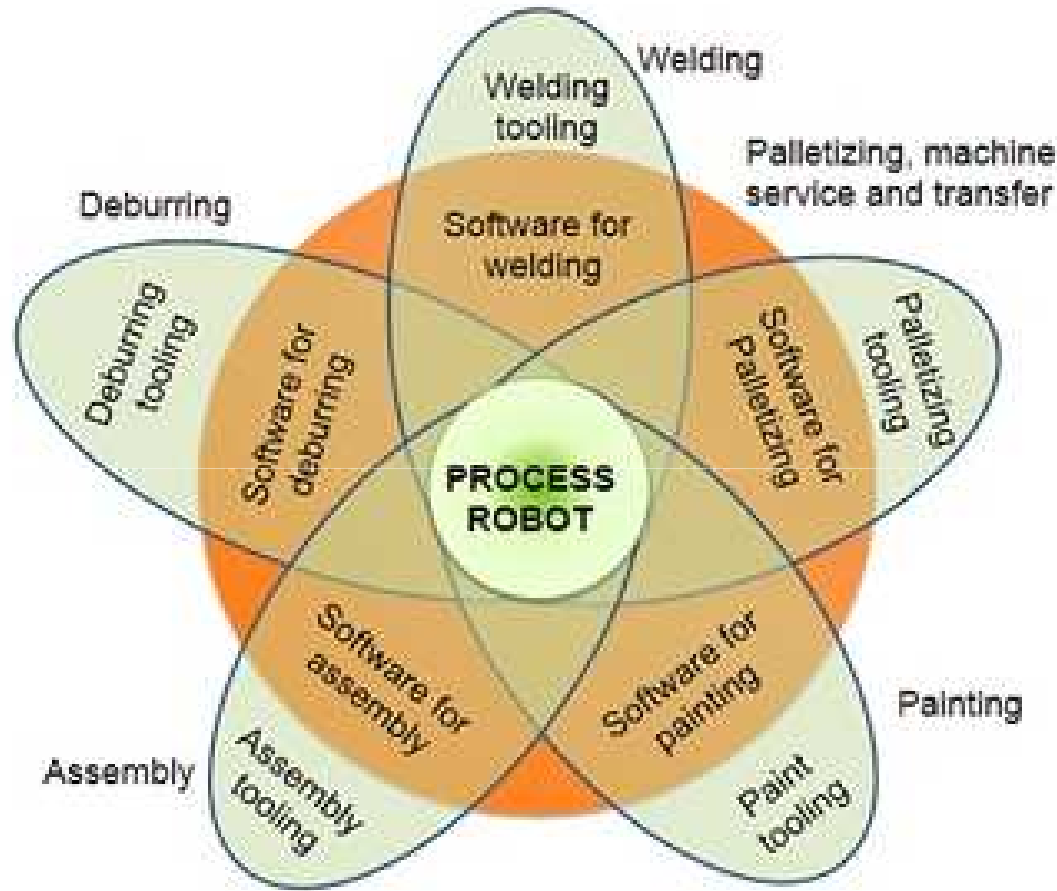 Welding
Welding
tooling
Palletizing, machine
service and transfer
Deburring
Software for
welding
Deburring
tooling
Software for
deburring
Software for
Palletizing
Palletizing
tooling
PROCESS
ROBOT
Software for
assembly
Software for
painting
Painting
Assembly
Assembly
tooling
Paint
tooling